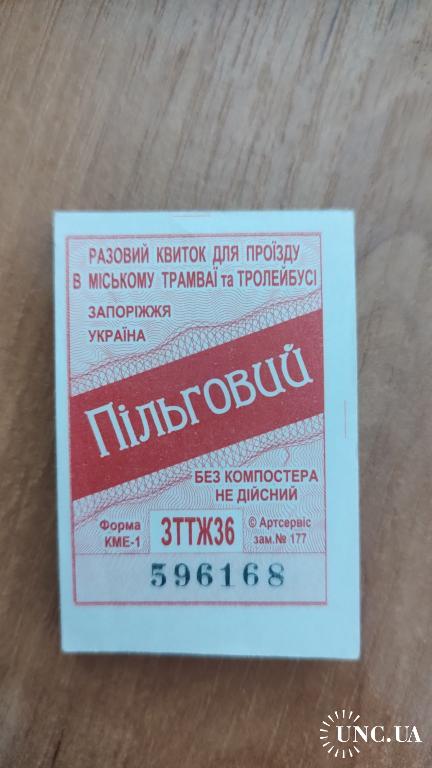 РАЗОВИЙ КВИТОК ДЛЯ ПРОЇЗДУ
В МІСЬКОМУ ТРАМВАЇ та ТРОЛЕЙБУСІ
ЗАПОРІЖЖЯ
УКРАЇНА
Пільговий
БЕЗ КОМПОСТЕРА
НЕ ДІЙСНИЙ
Форма
КМЕ-1
ЗТТЖ36
© Артсервіс
зам.№ 177
596168
UNC.UA